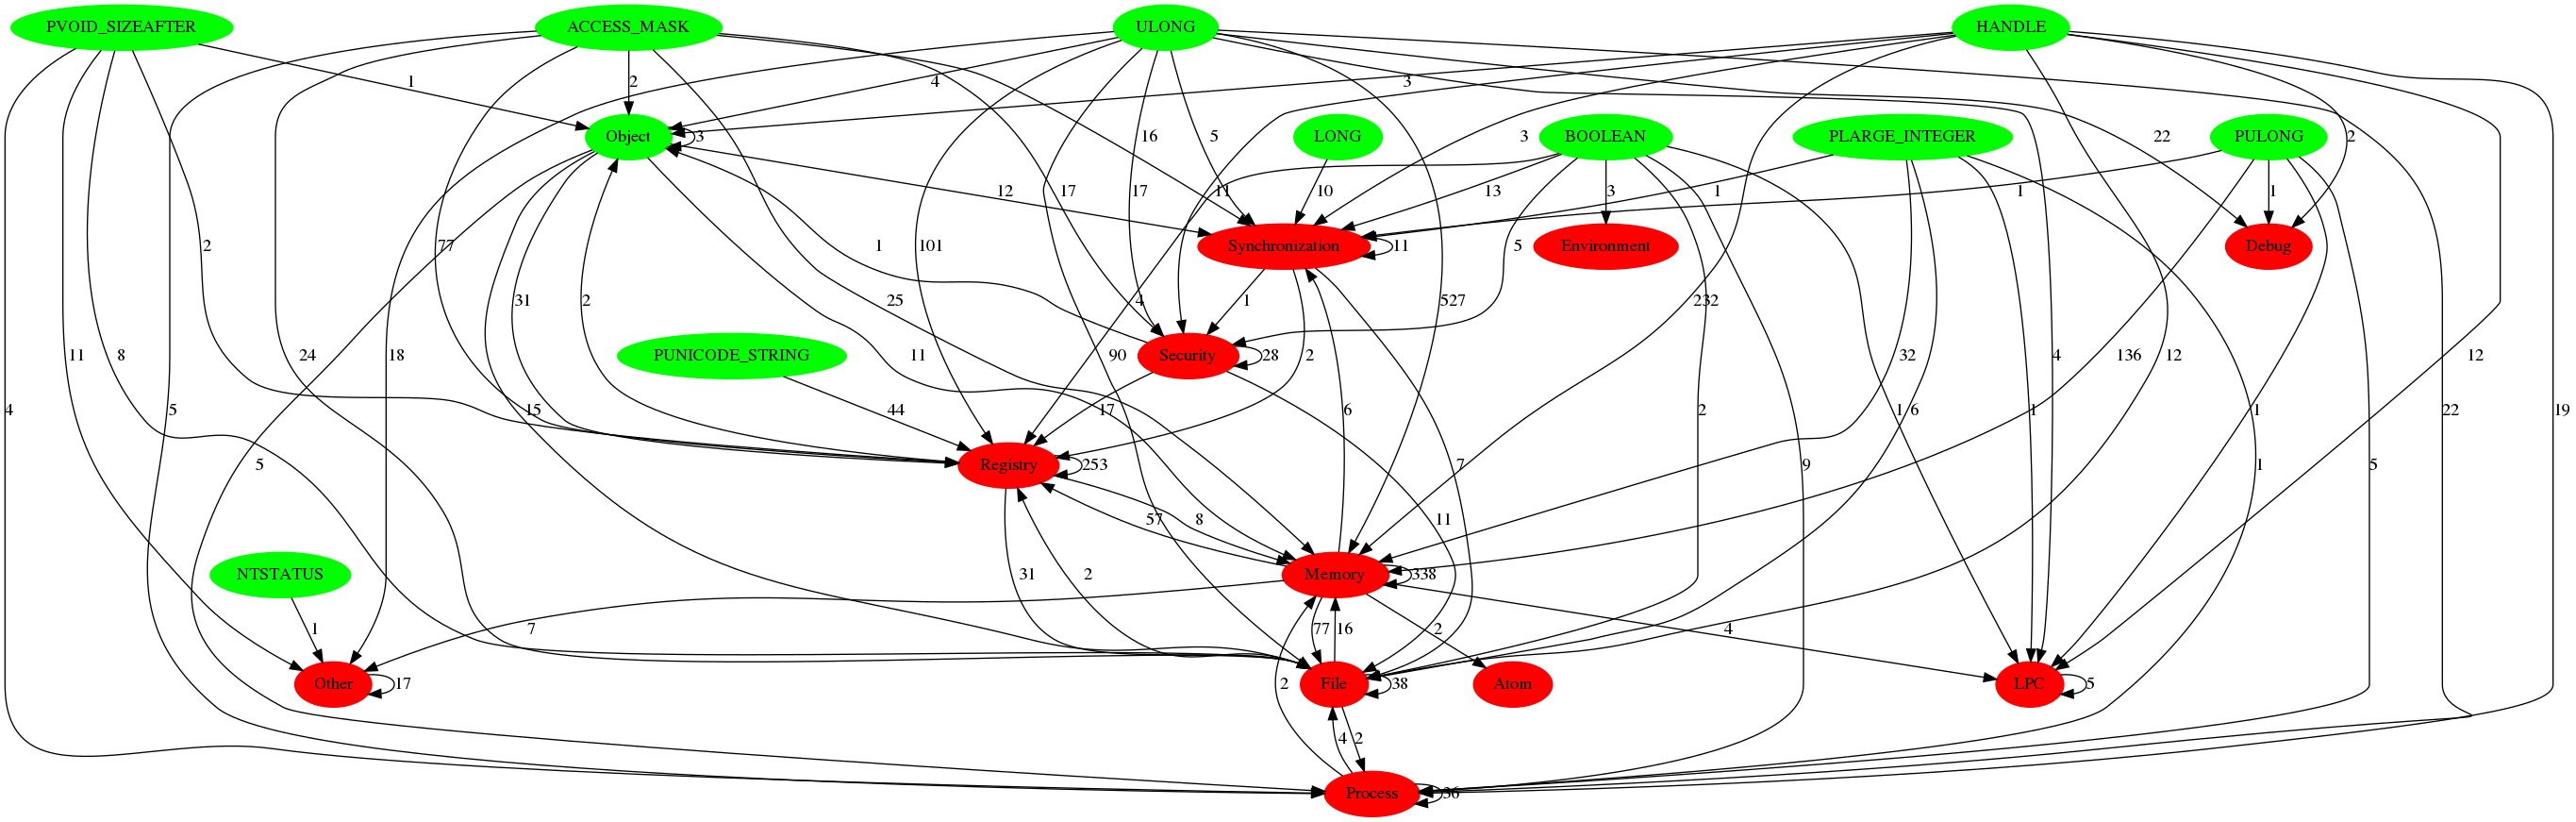 PVOID_SIZEAFTER ACCESS_MASK ULONG HANDLE
1 2 4 3
Object 3 LONG BOOLEAN PLARGE_INTEGER PULONG
16 5 3 22 2
12 17 17 11 11 10 13 3 1 1 1
77 2 101 1 Synchronization 11 5 Environment Debug
31 2 25 1 527 232
PUNICODE_STRING 11 Security 28 2 32 136 12 4 12
11 8 24 18 90
4 5 15 44 17 6 4 2 1 6 1 1 22 19
5 Registry 253 7 9 5 1
57 8 11
NTSTATUS 31 2 Memory 338
1 7 77 16 2 4
Other 17 File 38 Atom LPC 5
2 4 2
Process 36